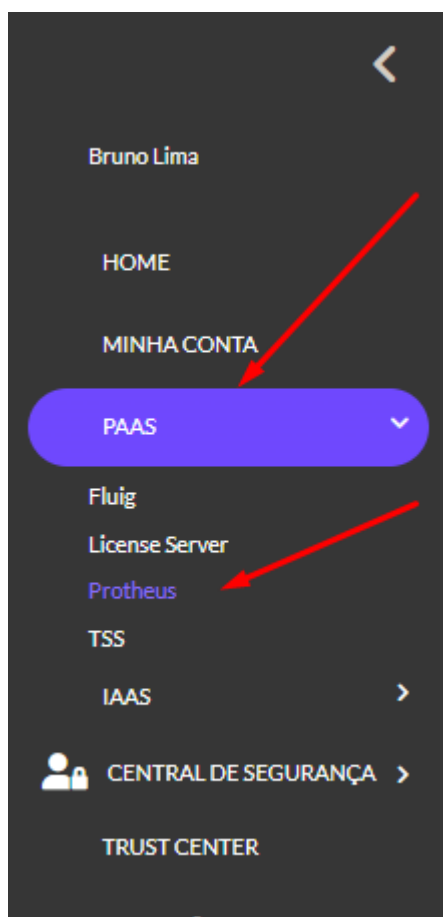 Bruno Lima
HOME
MINHA CONTA
PAAS
Fluig
License Server
Protheus
TSS
IAAS
CENTRAL DE SEGURANÇA
TRUST CENTER